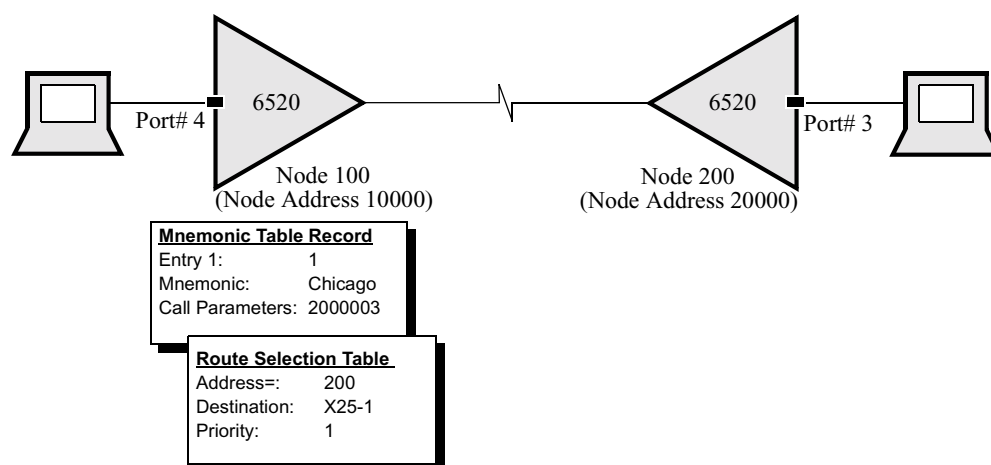 6520
6520
Port# 4
Port# 3
Node 100
(Node Address 10000)
Node 200
(Node Address 20000)
Mnemonic Table Record
Entry 1: 1
Mnemonic: Chicago
Call Parameters: 2000003
Route Selection Table
Address=: 200
Destination: X25-1
Priority: 1